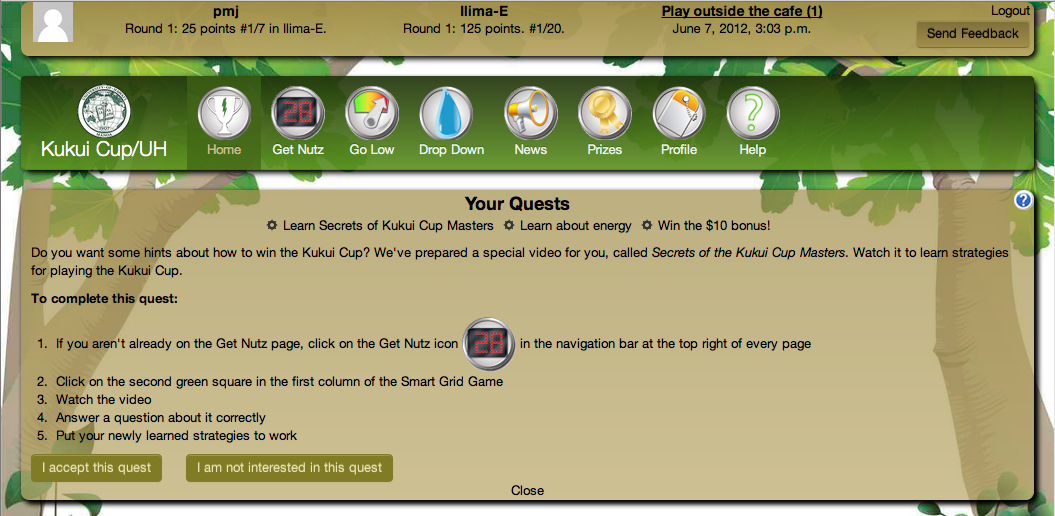 pmj
Round 1: 25 points #1/7 in Ilima-E.
Ilima-E
Round 1: 125 points. #1/20.
Play outside the cafe (1)
June 7, 2012, 3:03 p.m.
Logout
Send Feedback
Kukui Cup/UH
Home
28
Get Nutz
Go Low
Drop Down
News
Prizes
Profile
?
Help
Your Quests
?
Learn Secrets of Kukui Cup Masters Learn about energy Win the $10 bonus!
Do you want some hints about how to win the Kukui Cup? We've prepared a special video for you, called Secrets of the Kukui Cup Masters. Watch it to learn strategies
for playing the Kukui Cup.
To complete this quest:
1. If you aren't already on the Get Nutz page, click on the Get Nutz icon 28 in the navigation bar at the top right of every page
2. Click on the second green square in the first column of the Smart Grid Game
3. Watch the video
4. Answer a question about it correctly
5. Put your newly learned strategies to work
I accept this quest
I am not interested in this quest
Close